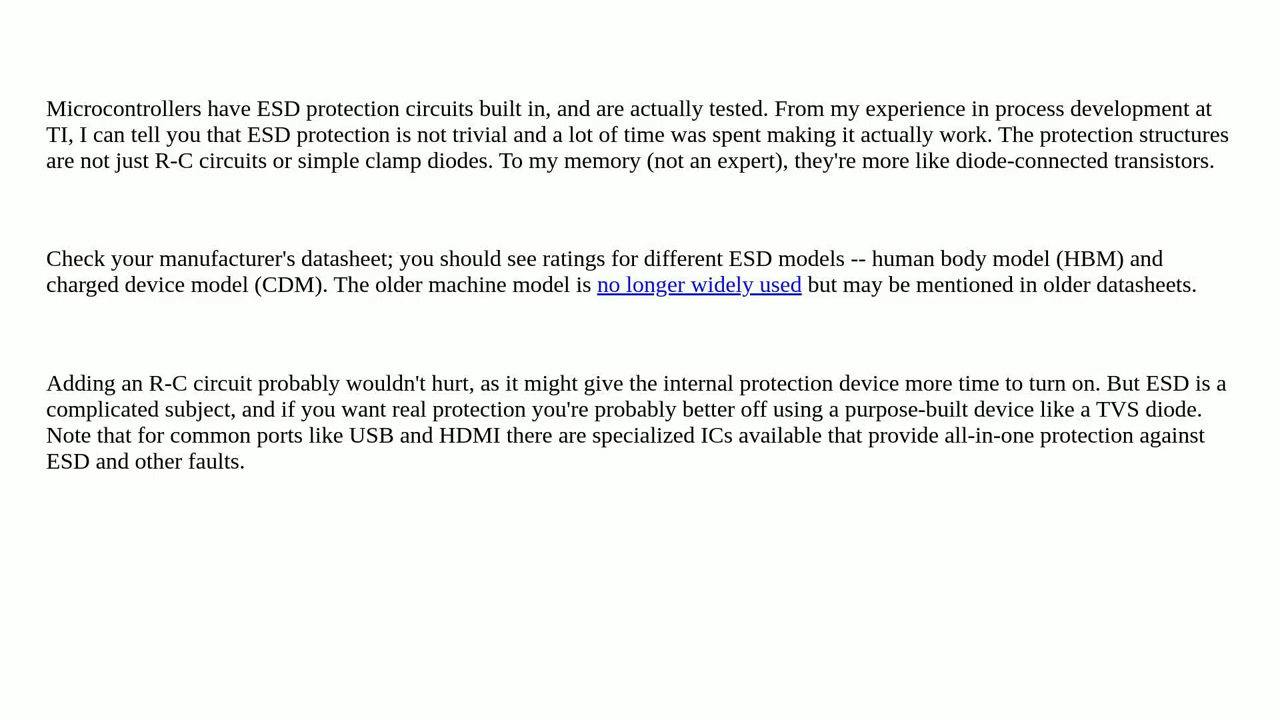 Microcontrollers have ESD protection circuits built in, and are actually tested. From my experience in process development at
TI, I can tell you that ESD protection is not trivial and a lot of time was spent making it actually work. The protection structures
are not just R-C circuits or simple clamp diodes. To my memory (not an expert), they're more like diode-connected transistors.
Check your manufacturer's datasheet; you should see ratings for different ESD models -- human body model (HBM) and
charged device model (CDM). The older machine model is no longer widely used but may be mentioned in older datasheets.
Adding an R-C circuit probably wouldn't hurt, as it might give the internal protection device more time to turn on. But ESD is a
complicated subject, and if you want real protection you're probably better off using a purpose-built device like a TVS diode.
Note that for common ports like USB and HDMI there are specialized ICs available that provide all-in-one protection against
ESD and other faults.